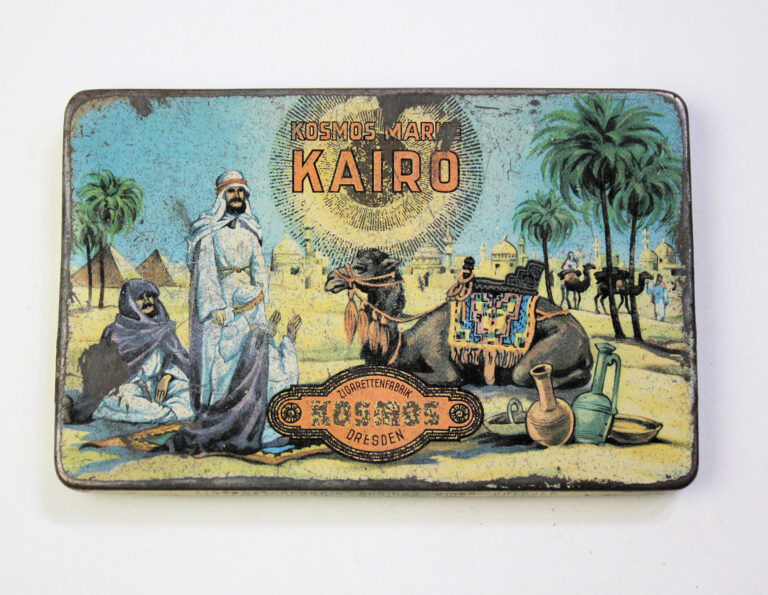 KOSMOS MARKE
KAIRO
ZIGARETTENFABRIK
KOSMOS
DRESDEN